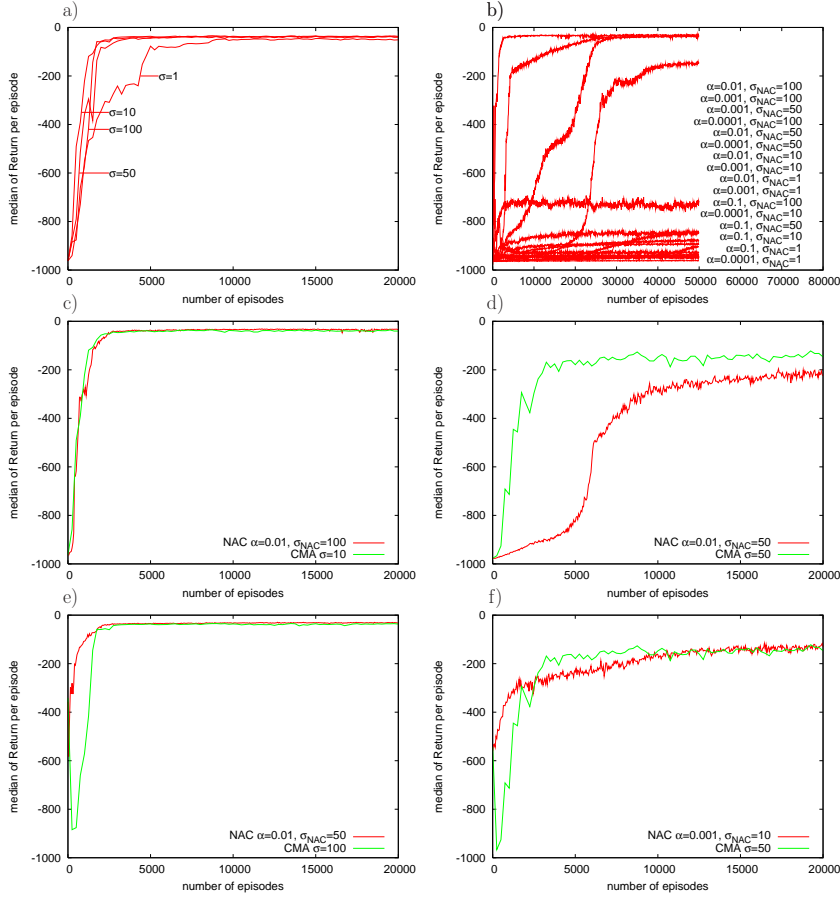 a)
median of Return per episode
0
-200
-400
-600
-800
-1000
σ=1
σ=10
σ=100
σ=50
0
5000
10000
15000
20000
number of episodes
b)
median of Return per episode
0
-200
-400
-600
-800
-1000
α=0.01, σNAC=100
α=0.001, σNAC=100
α=0.001, σNAC=50
α=0.0001, σNAC=100
α=0.01, σNAC=50
α=0.0001, σNAC=50
α=0.01, σNAC=10
α=0.001, σNAC=10
α=0.01, σNAC=1
α=0.001, σNAC=1
α=0.1, σNAC=100
α=0.0001, σNAC=10
α=0.1, σNAC=50
α=0.1, σNAC=10
α=0.1, σNAC=1
α=0.0001, σNAC=1
0
10000
20000
30000
40000
50000
60000
70000
80000
number of episodes
c)
median of Return per episode
0
-200
-400
-600
-800
-1000
NAC α=0.01, σNAC=100
CMA σ=10
0
5000
10000
15000
20000
number of episodes
d)
median of Return per episode
0
-200
-400
-600
-800
-1000
NAC α=0.01, σNAC=50
CMA σ=50
0
5000
10000
15000
20000
number of episodes
e)
median of Return per episode
0
-200
-400
-600
-800
-1000
NAC α=0.01, σNAC=50
CMA σ=100
0
5000
10000
15000
20000
number of episodes
f)
median of Return per episode
0
-200
-400
-600
-800
-1000
NAC α=0.001, σNAC=10
CMA σ=50
0
5000
10000
15000
20000
number of episodes